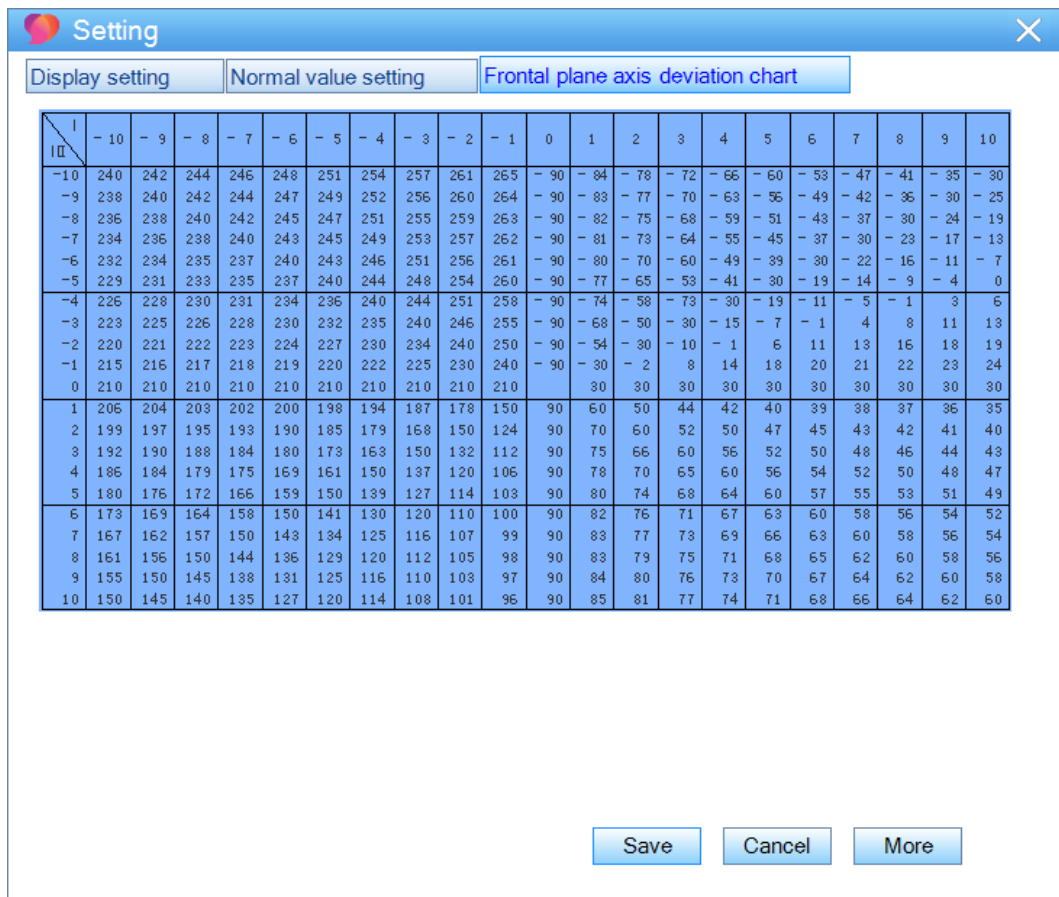 Setting
Display setting Normal value setting Frontal plane axis deviation chart
I
III - 10 - 9 - 8 - 7 - 6 - 5 - 4 - 3 - 2 - 1 0 1 2 3 4 5 6 7 8 9 10
-10 240 242 244 246 248 251 254 257 261 265 - 90 - 84 - 78 - 72 - 66 - 60 - 53 - 47 - 41 - 35 - 30
-9 238 240 242 244 247 249 252 256 260 264 - 90 - 83 - 77 - 70 - 63 - 56 - 49 - 42 - 36 - 30 - 25
-8 236 238 240 242 245 247 251 255 259 263 - 90 - 82 - 75 - 68 - 59 - 51 - 43 - 37 - 30 - 24 - 19
-7 234 236 238 240 243 245 249 253 257 262 - 90 - 81 - 73 - 64 - 55 - 45 - 37 - 30 - 23 - 17 - 13
-6 232 234 235 237 240 243 246 251 256 261 - 90 - 80 - 70 - 60 - 49 - 39 - 30 - 22 - 16 - 11 - 7
-5 229 231 233 235 237 240 244 248 254 260 - 90 - 77 - 65 - 53 - 41 - 30 - 19 - 14 - 9 - 4 0
-4 226 228 230 231 234 236 240 244 251 258 - 90 - 74 - 58 - 73 - 30 - 19 - 11 - 5 - 1 3 6
-3 223 225 226 228 230 232 235 240 246 255 - 90 - 68 - 50 - 30 - 15 - 7 - 1 4 8 11 13
-2 220 221 222 223 224 227 230 234 240 250 - 90 - 54 - 30 - 10 - 1 6 11 13 16 18 19
-1 215 216 217 218 219 220 222 225 230 240 - 90 - 30 - 2 8 14 18 20 21 22 23 24
0 210 210 210 210 210 210 210 210 210 210 30 30 30 30 30 30 30 30 30 30
1 206 204 203 202 200 198 194 187 178 150 90 60 50 44 42 40 39 38 37 36 35
2 199 197 195 193 190 185 179 168 150 124 90 70 60 52 50 47 45 43 42 41 40
3 192 190 188 184 180 173 163 150 132 112 90 75 66 60 56 52 50 48 46 44 43
4 186 184 179 175 169 161 150 137 120 106 90 78 70 65 60 56 54 52 50 48 47
5 180 176 172 166 159 150 139 127 114 103 90 80 74 68 64 60 57 55 53 51 49
6 173 169 164 158 150 141 130 120 110 100 90 82 76 71 67 63 60 58 56 54 52
7 167 162 157 150 143 134 125 116 107 99 90 83 77 73 69 66 63 60 58 56 54
8 161 156 150 144 136 129 120 112 105 98 90 83 79 75 71 68 65 62 60 58 56
9 155 150 145 138 131 125 116 110 103 97 90 84 80 76 73 70 67 64 62 60 58
10 150 145 140 135 127 120 114 108 101 96 90 85 81 77 74 71 68 66 64 62 60
Save Cancel More